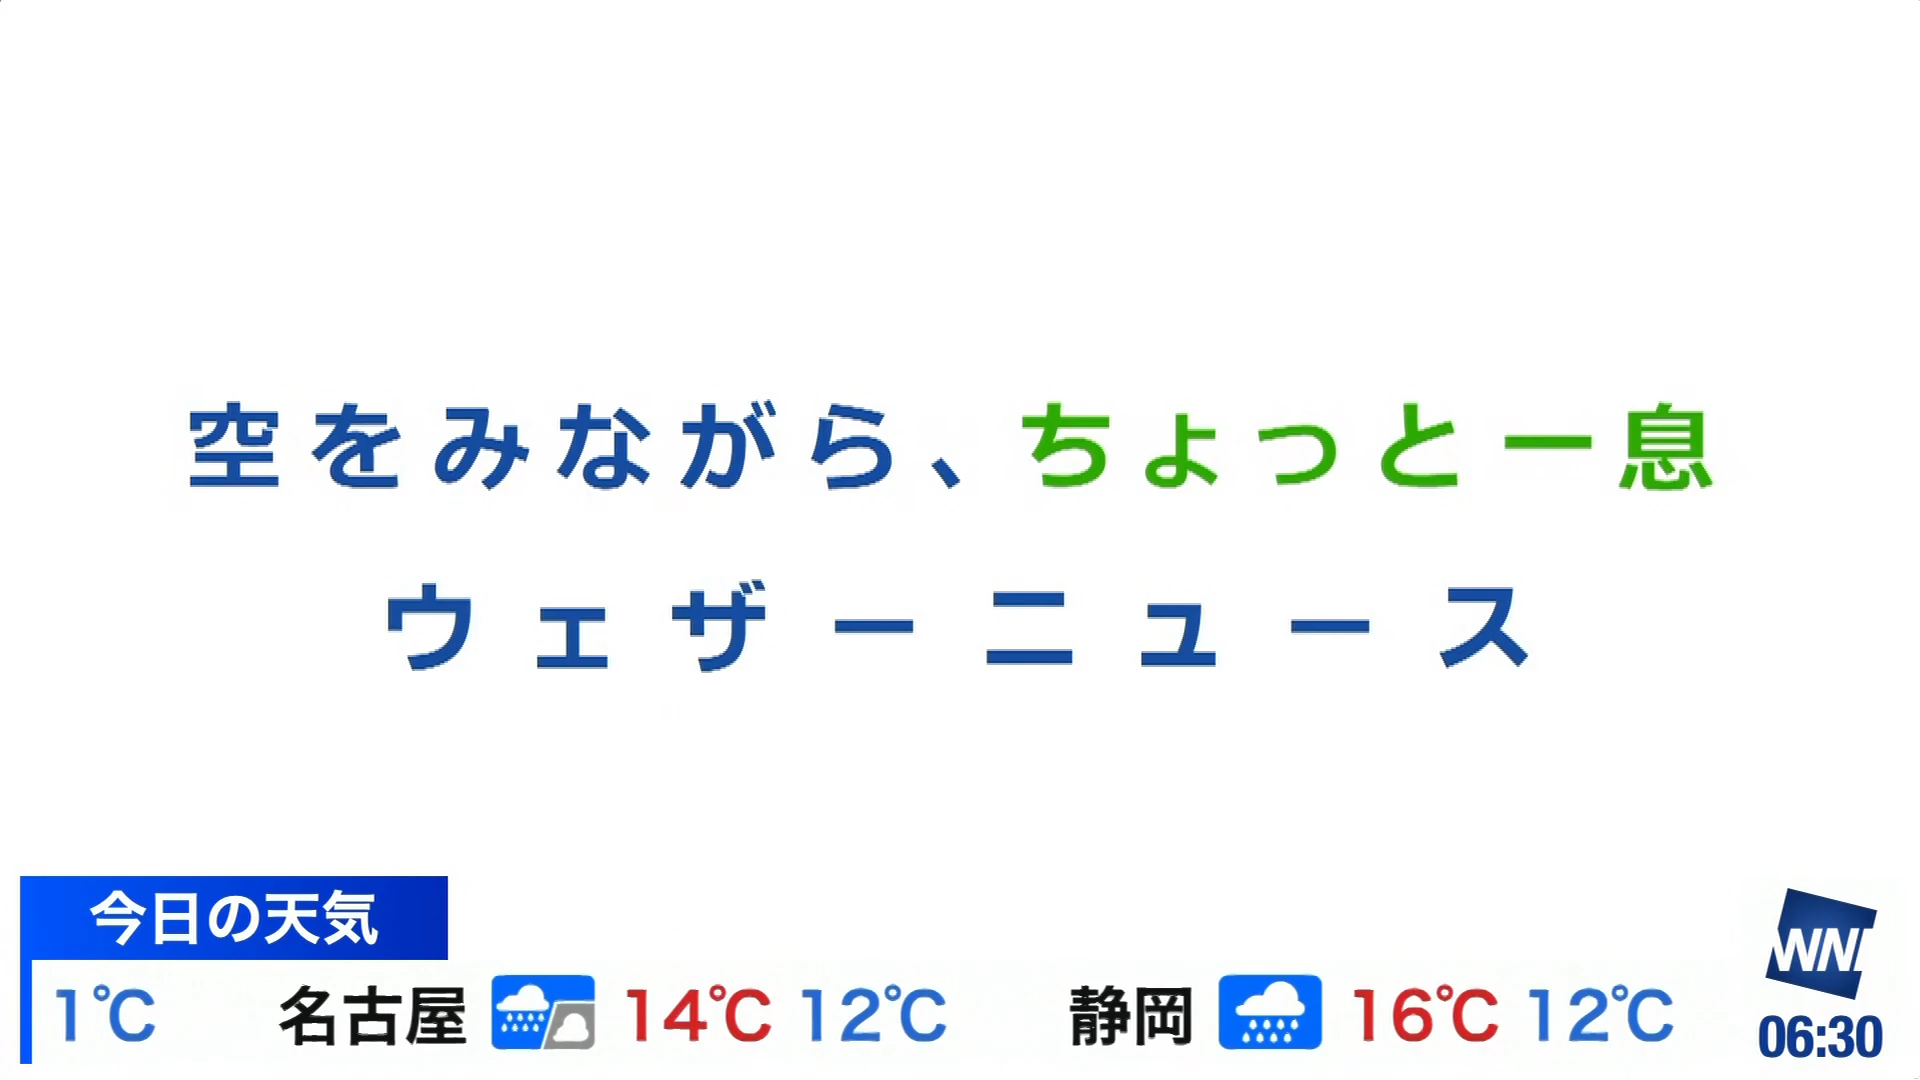 空をみながら、ちょっと一息
ウェザーニュース
今日の天気
1℃ 名古屋 14℃ 12℃ 静岡 16℃ 12℃
WNI
06:30